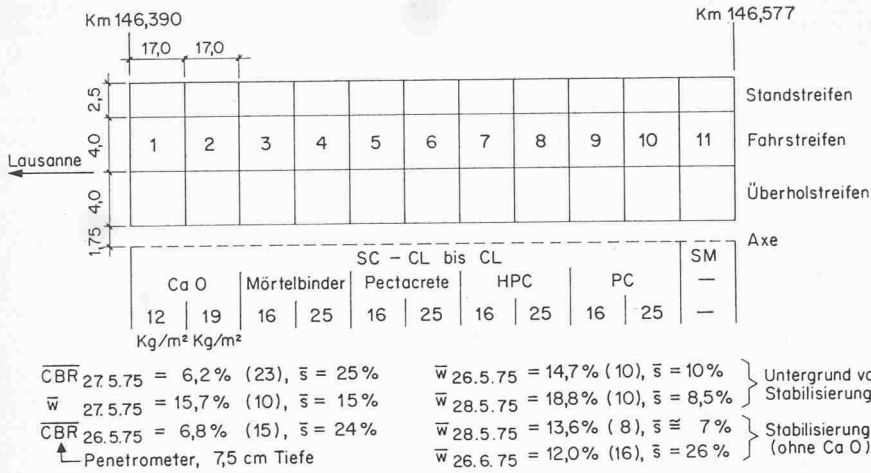 Km 146,390 Km 146,577
17,0 17,0
2,5 Standstreifen
4,0 1 2 3 4 5 6 7 8 9 10 11 Fahrstreifen
Lausanne
4,0 Überholstreifen
1,75 Axe
SC – CL bis CL SM
Ca O Mörtelbinder Pectacrete HPC PC –
12 19 16 25 16 25 16 25 16 25 –
Kg/m² Kg/m²
CBR 27.5.75 = 6,2% (23), s̄ = 25% w̄ 26.5.75 = 14,7% (10), s̄ = 10% Untergrund
w̄ 27.5.75 = 15,7% (10), s̄ = 15% w̄ 28.5.75 = 18,8% (10), s̄ = 8,5% Stabilisierung
CBR 26.5.75 = 6,8% (15), s̄ = 24% w̄ 28.5.75 = 13,6% (8), s̄ ≅ 7% Stabilisierung
Penetrometer, 7,5 cm Tiefe w̄ 26.6.75 = 12,0% (16), s̄ = 26% (ohne Ca O)